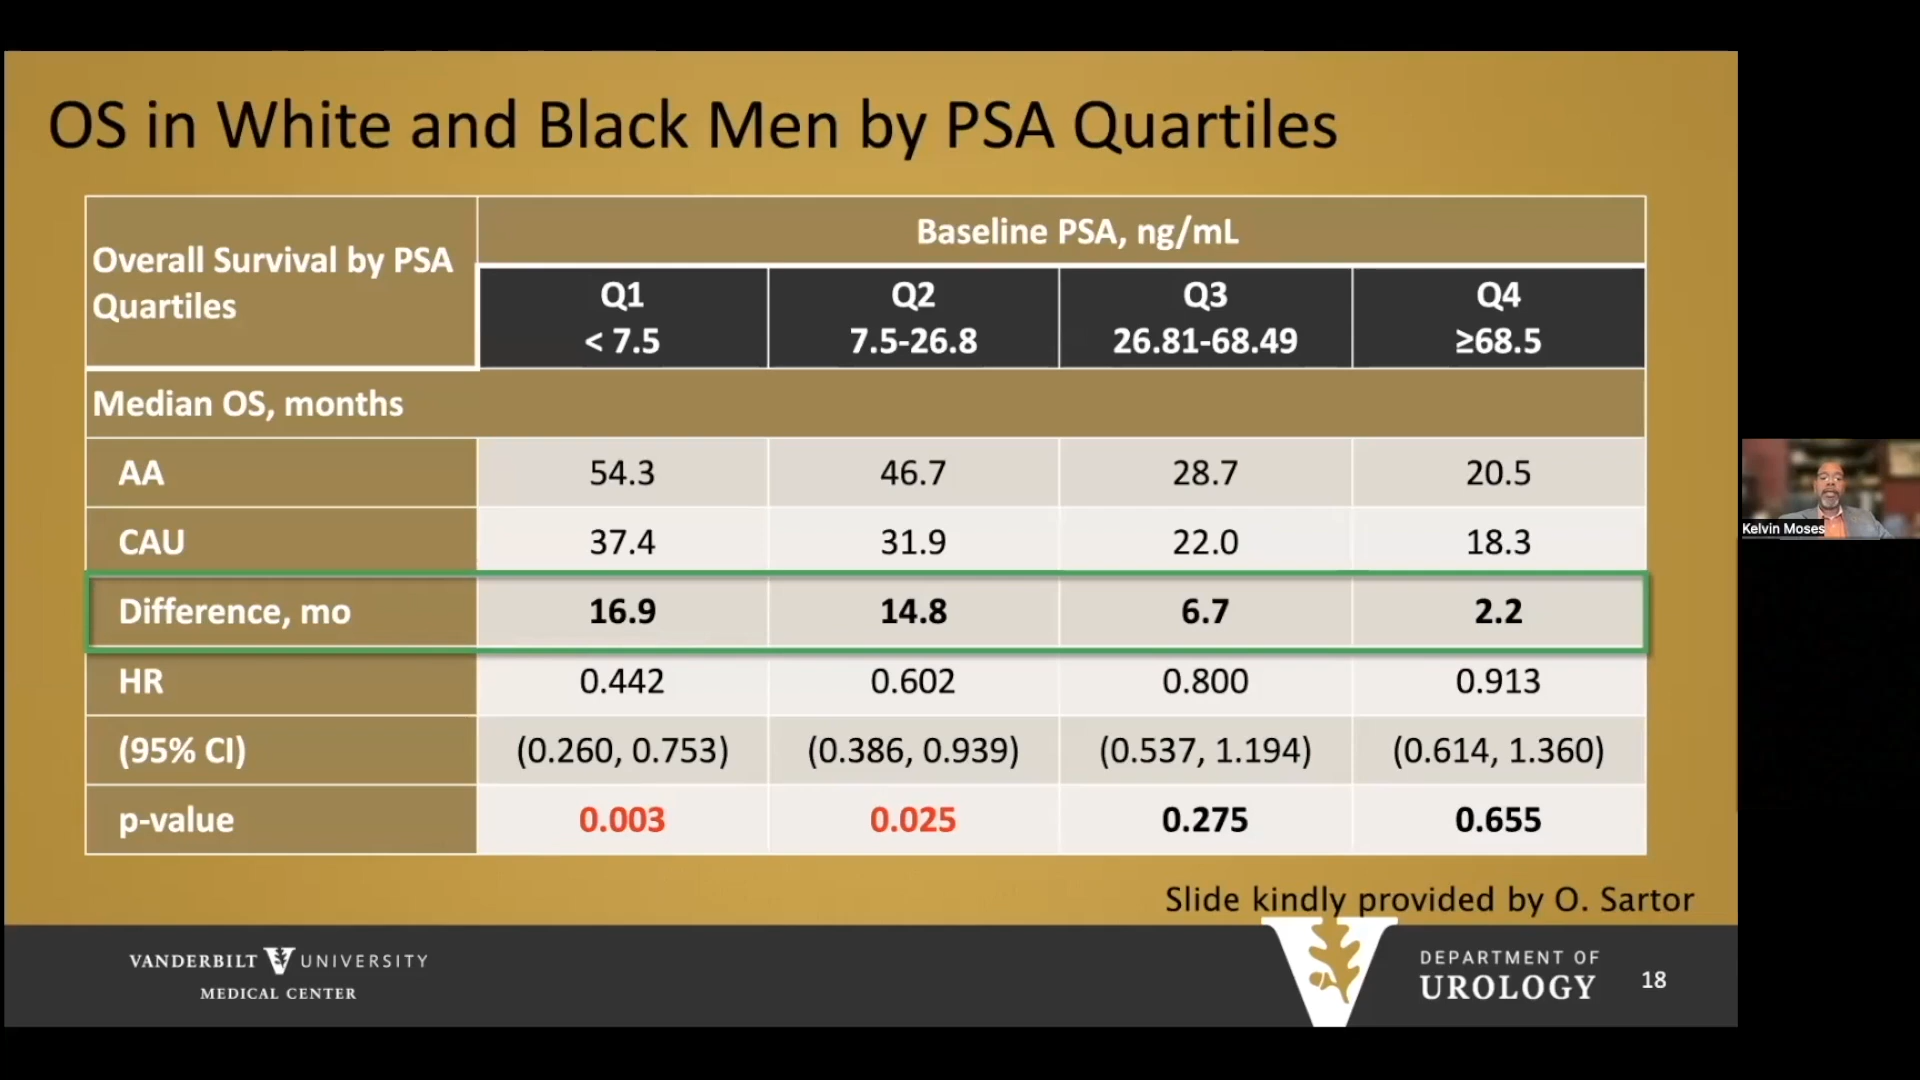 OS in White and Black Men by PSA Quartiles
Overall Survival by PSA
Quartiles
Baseline PSA, ng/mL
Q1 Q2 Q3 Q4
< 7.5 7.5-26.8 26.81-68.49 ≥68.5
Median OS, months
AA 54.3 46.7 28.7 20.5
CAU 37.4 31.9 22.0 18.3
Difference, mo 16.9 14.8 6.7 2.2
HR 0.442 0.602 0.800 0.913
(95% CI) (0.260, 0.753) (0.386, 0.939) (0.537, 1.194) (0.614, 1.360)
p-value 0.003 0.025 0.275 0.655
Slide kindly provided by O. Sartor
VANDERBILT V UNIVERSITY
MEDICAL CENTER
V
DEPARTMENT OF
UROLOGY
18
Kelvin Moses